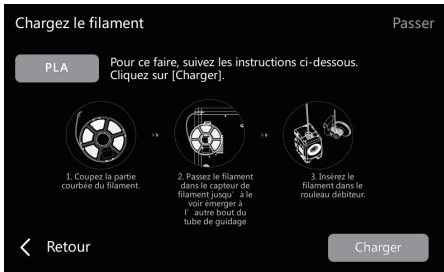 Chargez le filament
Passer
PLA
Pour ce faire, suivez les instructions ci-dessous.
Cliquez sur [Charger].
1. Coupez la partie
courbée du filament.
2. Passez le filament
dans le capteur de
filament jusqu' à le
voir émerger à
l' autre bout du
tube de guidage
3. Insérez le
filament dans le
rouleau débiteur.
Retour
Charger